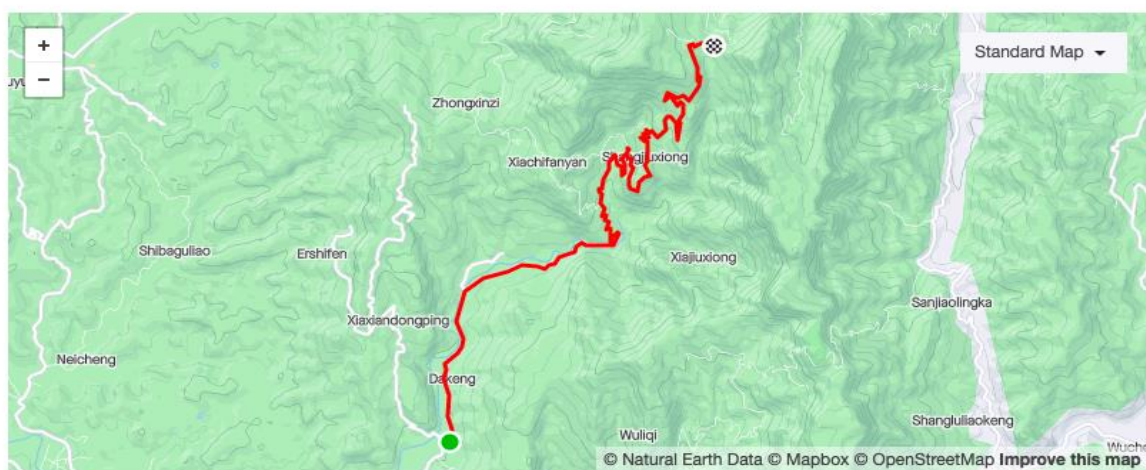 +
Standard Map
−
Zhongxinzi
Xiachifanyan
Shibaguliao
Ershifen
Xiajiuxiong
Sanjiaolingka
Xiaxiandongping
Neicheng
Dakeng
Shangluliaokeng
Wuliqi
© Natural Earth Data © Mapbox © OpenStreetMap Improve this map